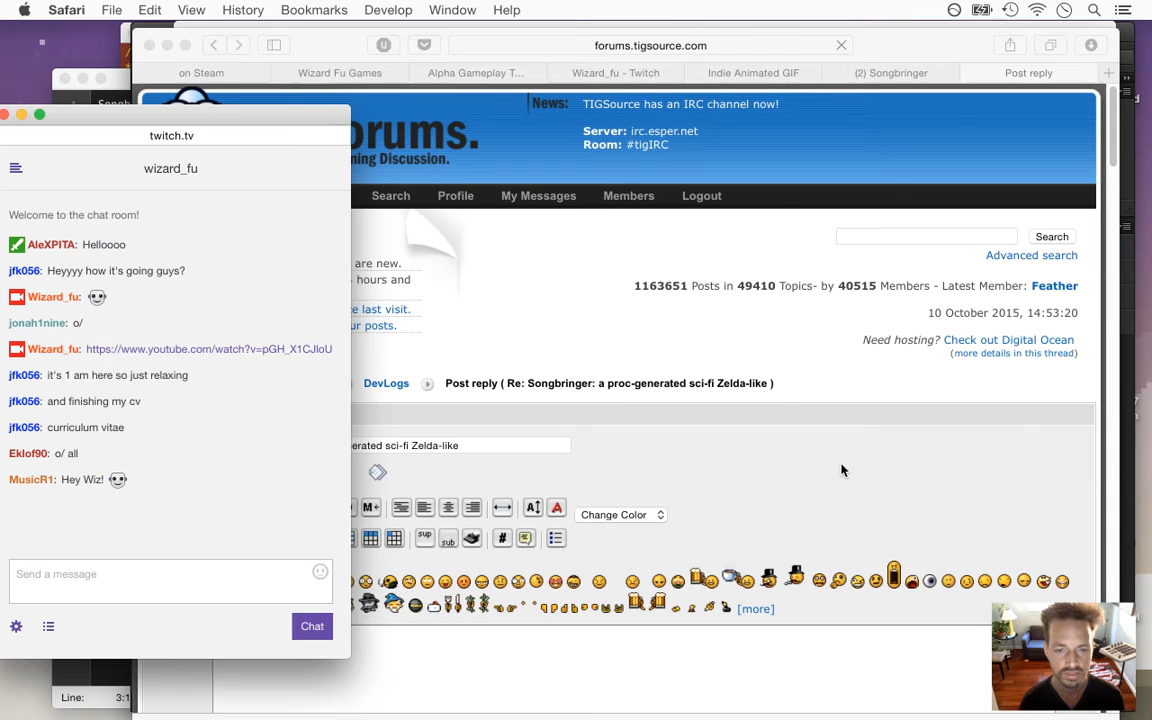 Safari File Edit View History Bookmarks Develop Window Help
forums.tigsource.com
on Steam Wizard Fu Games Alpha Gameplay T... Wizard_fu - Twitch Indie Animated GIF (2) Songbringer Post reply
News: TIGSource has an IRC channel now!
Server: irc.esper.net
Room: #tigIRC
orums.
ning Discussion.
Search Profile My Messages Members Logout
Search
Advanced search
are new.
hours and
ce last visit.
ur posts.
1163651 Posts in 49410 Topics- by 40515 Members - Latest Member: Feather
10 October 2015, 14:53:20
Need hosting? Check out Digital Ocean
(more details in this thread)
DevLogs Post reply ( Re: Songbringer: a proc-generated sci-fi Zelda-like )
erated sci-fi Zelda-like
Change Color
[more]
twitch.tv
wizard_fu
Welcome to the chat room!
AleXPITA: Helloooo
jfk056: Heyyyy how it's going guys?
Wizard_fu:
jonah1nine: o/
Wizard_fu: https://www.youtube.com/watch?v=pGH_X1CJloU
jfk056: it's 1 am here so just relaxing
jfk056: and finishing my cv
jfk056: curriculum vitae
Eklof90: o/ all
MusicR1: Hey Wiz!
Send a message
Chat
Line: 3:1